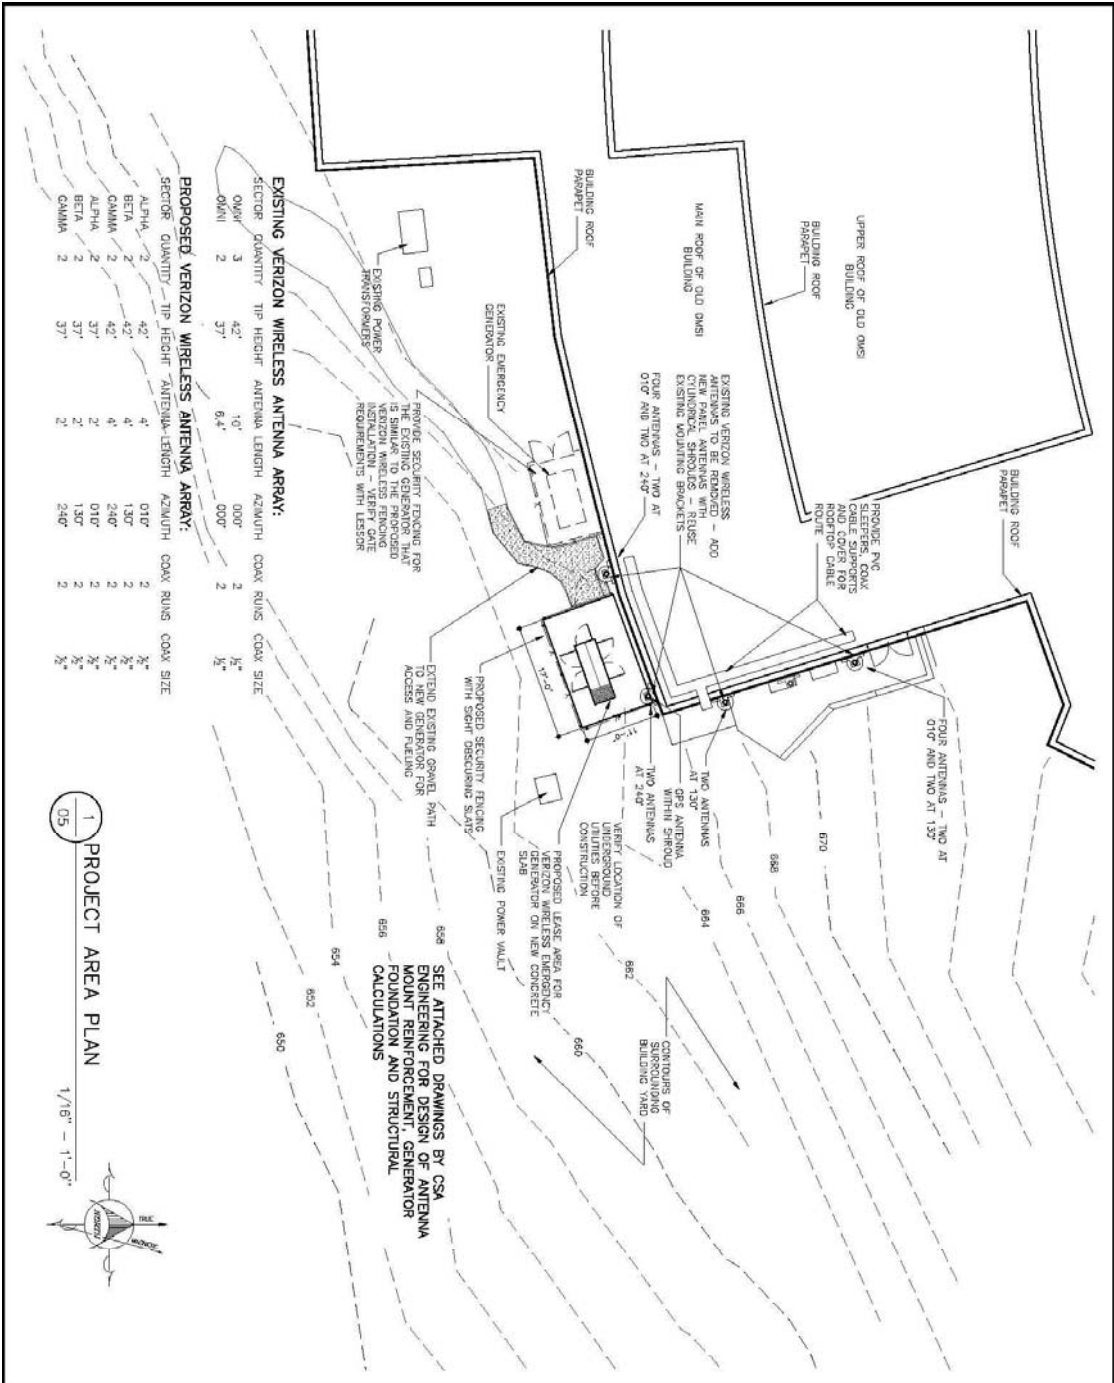 UPPER ROOF OF OLD OMSI
BUILDING
BUILDING ROOF
PARAPET
MAIN ROOF OF OLD OMSI
BUILDING
BUILDING ROOF
PARAPET
BUILDING ROOF
PARAPET
PROVIDE PVC
SLEEPERS, COAX
CABLE SUPPORTS
AND COVER FOR
ROOFTOP CABLE
ROUTE
EXISTING VERIZON WIRELESS
ANTENNAS TO BE REMOVED - ADD
NEW PANEL ANTENNAS WITH
CYLINDRICAL SHROUDS - REUSE
EXISTING MOUNTING BRACKETS
FOUR ANTENNAS - TWO AT
010° AND TWO AT 240°
FOUR ANTENNAS - TWO AT
010° AND TWO AT 130°
EXISTING EMERGENCY
GENERATOR
EXISTING POWER
TRANSFORMERS
PROVIDE SECURITY FENCING FOR
THE EXISTING GENERATOR THAT
IS SIMILAR TO THE PROPOSED
VERIZON WIRELESS FENCING
INSTALLATION - VERIFY GATE
REQUIREMENTS WITH LESSOR
TWO ANTENNAS
AT 130°
GPS ANTENNA
WITHIN SHROUD
TWO ANTENNAS
AT 240°
17'-0"
11'-0"
VERIFY LOCATION OF
UNDERGROUND
UTILITIES BEFORE
CONSTRUCTION
PROPOSED LEASE AREA FOR
VERIZON WIRELESS EMERGENCY
GENERATOR ON NEW CONCRETE
SLAB
EXISTING POWER VAULT
PROPOSED SECURITY FENCING
WITH SIGHT OBSCURING SLATS
EXTEND EXISTING GRAVEL PATH
TO NEW GENERATOR FOR
ACCESS AND FUELING
670
668
666
664
662
660
658
656
654
652
650
CONTOURS OF
SURROUNDING
BUILDING YARD
EXISTING VERIZON WIRELESS ANTENNA ARRAY:
SECTOR QUANTITY TIP HEIGHT ANTENNA LENGTH AZIMUTH COAX RUNS COAX SIZE
OMNI 3 42' 10' 000° 2 ½"
OMNI 2 37' 6.4' 000° 2 ½"
PROPOSED VERIZON WIRELESS ANTENNA ARRAY:
SECTOR QUANTITY TIP HEIGHT ANTENNA LENGTH AZIMUTH COAX RUNS COAX SIZE
ALPHA 2 42' 4' 010° 2 ½"
BETA 2 42' 4' 130° 2 ½"
GAMMA 2 42' 4' 240° 2 ½"
ALPHA 2 37' 2' 010° 2 ½"
BETA 2 37' 2' 130° 2 ½"
GAMMA 2 37' 2' 240° 2 ½"
SEE ATTACHED DRAWINGS BY CSA
ENGINEERING FOR DESIGN OF ANTENNA
MOUNT REINFORCEMENT, GENERATOR
FOUNDATION AND STRUCTURAL
CALCULATIONS
1
05
PROJECT AREA PLAN
1/16" - 1'-0"
TRUE
MAGNETIC
NORTH